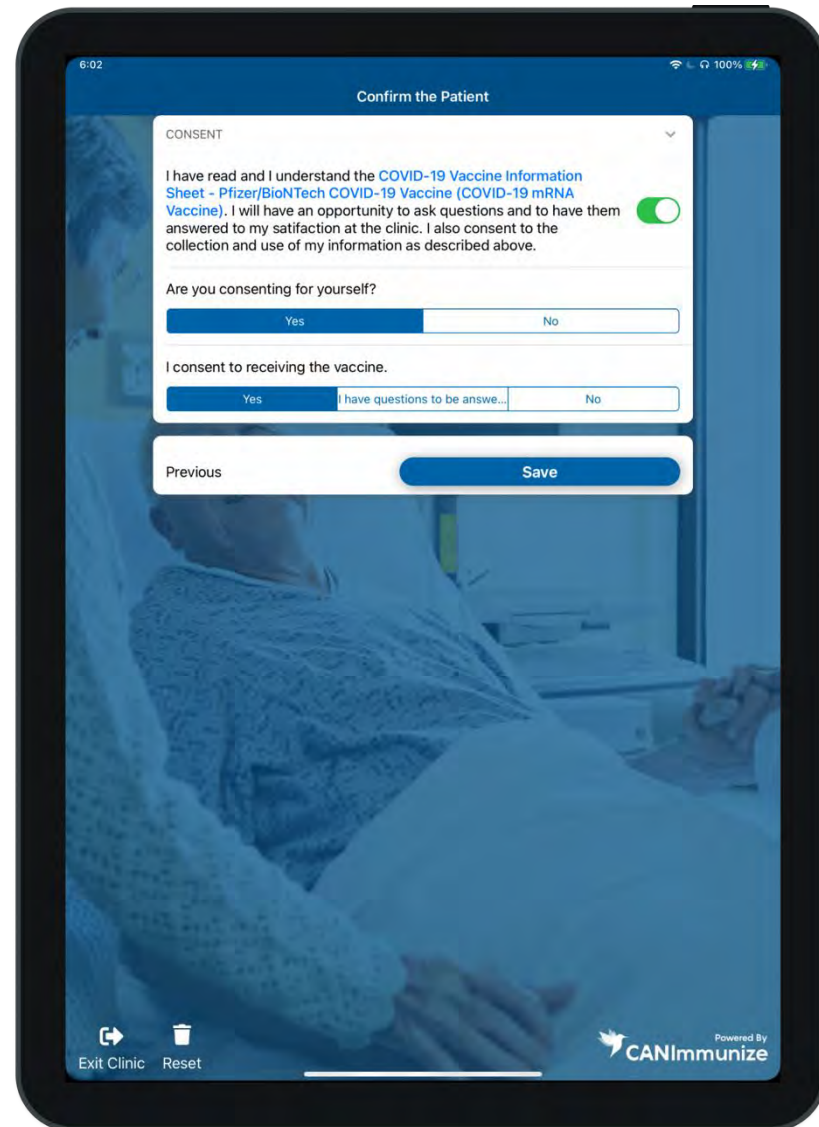 6:02
100%
Confirm the Patient
CONSENT
I have read and I understand the COVID-19 Vaccine Information
Sheet - Pfizer/BioNTech COVID-19 Vaccine (COVID-19 mRNA
Vaccine). I will have an opportunity to ask questions and to have them
answered to my satifaction at the clinic. I also consent to the
collection and use of my information as described above.
Are you consenting for yourself?
Yes No
I consent to receiving the vaccine.
Yes I have questions to be answe... No
Previous Save
Exit Clinic Reset
Powered By
CANImmunize